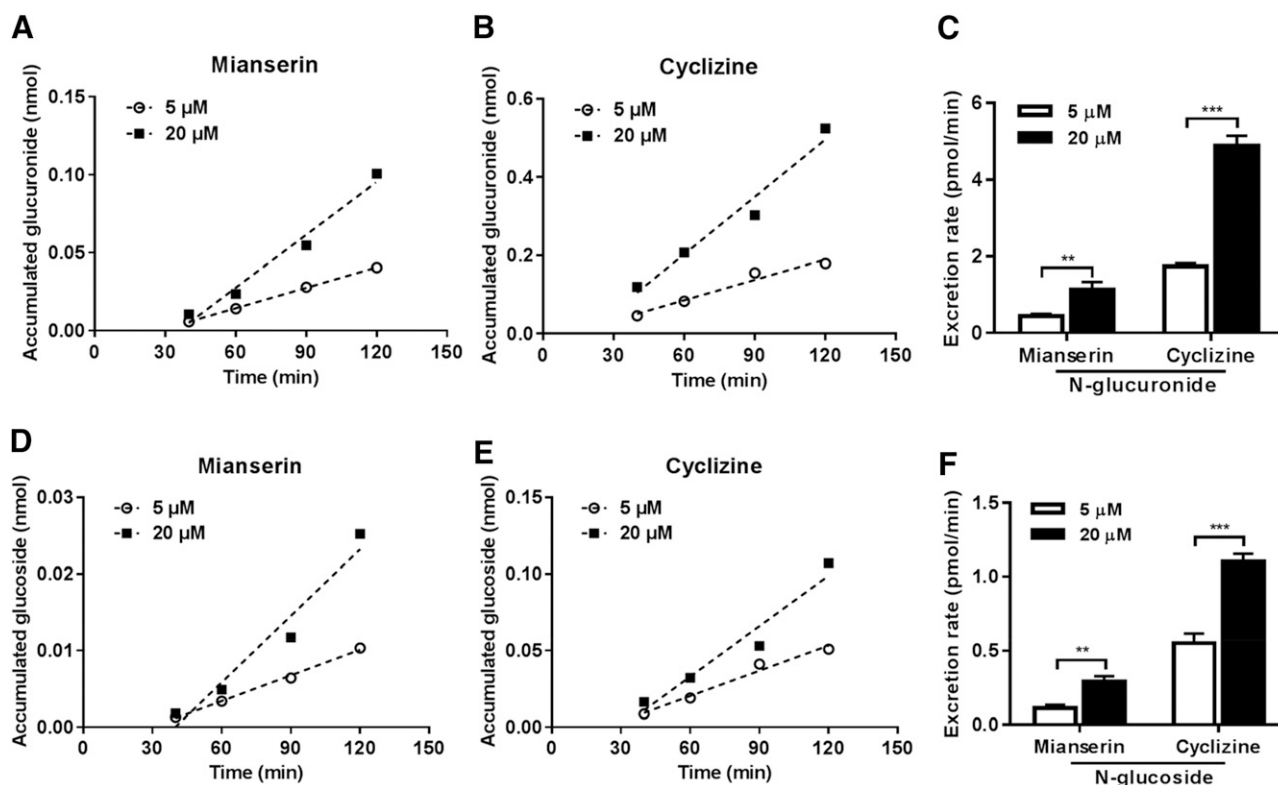 A
Mianserin
Accumulated glucuronide (nmol)
5 µM
20 µM
0.15
0.10
0.05
0.00
0 30 60 90 120 150
Time (min)
B
Cyclizine
Accumulated glucuronide (nmol)
5 µM
20 µM
0.6
0.4
0.2
0.0
0 30 60 90 120 150
Time (min)
C
Excretion rate (pmol/min)
5 µM
20 µM
6
4
2
0
**
***
Mianserin Cyclizine
N-glucuronide
D
Mianserin
Accumulated glucoside (nmol)
5 µM
20 µM
0.03
0.02
0.01
0.00
0 30 60 90 120 150
Time (min)
E
Cyclizine
Accumulated glucoside (nmol)
5 µM
20 µM
0.15
0.10
0.05
0.00
0 30 60 90 120 150
Time (min)
F
Excretion rate (pmol/min)
5 µM
20 µM
1.5
1.0
0.5
0.0
**
***
Mianserin Cyclizine
N-glucoside